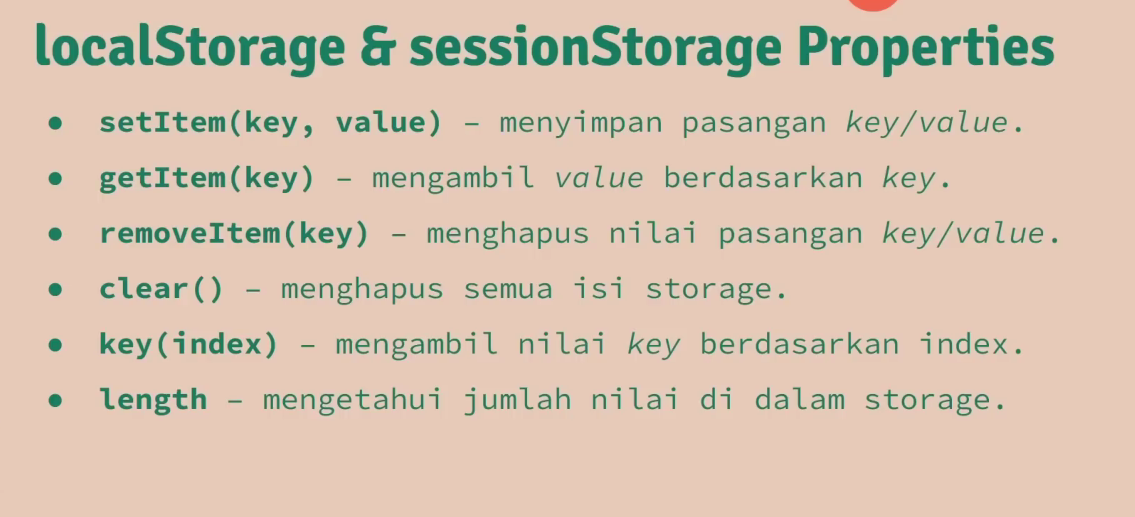 localStorage & sessionStorage Properties
● setItem(key, value) – menyimpan pasangan key/value.
● getItem(key) – mengambil value berdasarkan key.
● removeItem(key) – menghapus nilai pasangan key/value.
● clear() – menghapus semua isi storage.
● key(index) – mengambil nilai key berdasarkan index.
● length – mengetahui jumlah nilai di dalam storage.